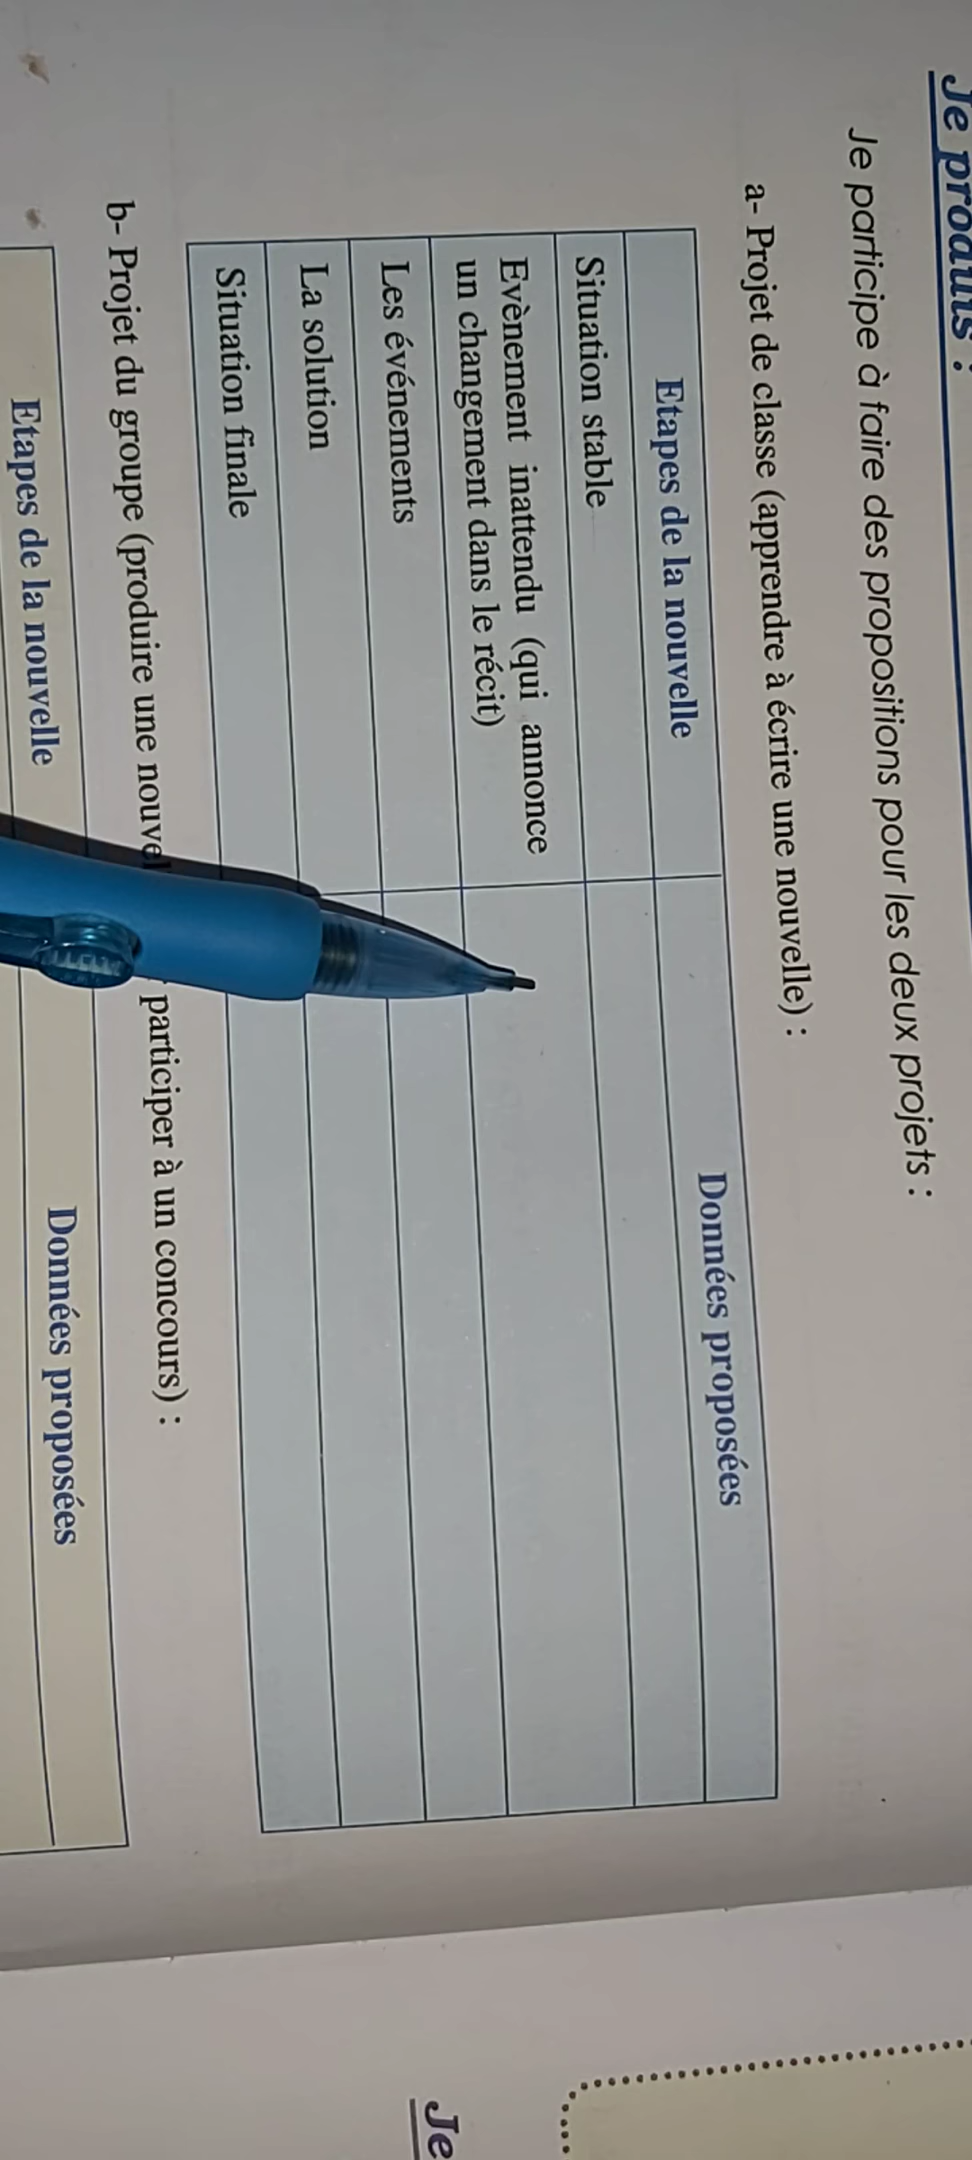 Je produis :
Je participe à faire des propositions pour les deux projets :
a- Projet de classe (apprendre à écrire une nouvelle) :
Etapes de la nouvelle Données proposées
Situation stable
Evènement inattendu (qui annonce
un changement dans le récit)
Les événements
La solution
Situation finale
b- Projet du groupe (produire une participer à un concours) :
Etapes de la nouvelle Données proposées
Je